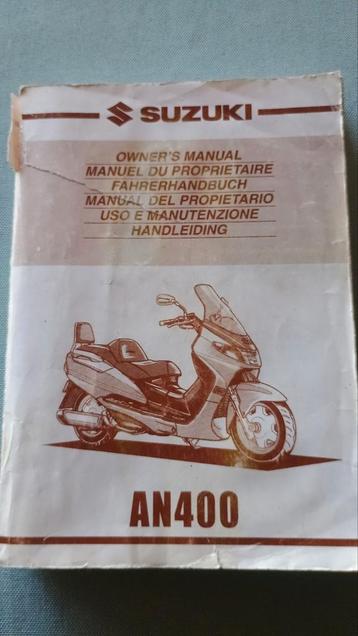 SUZUKI
OWNER'S MANUAL
MANUEL DU PROPRIETAIRE
FAHRERHANDBUCH
MANUAL DEL PROPIETARIO
USO E MANUTENZIONE
HANDLEIDING
AN400